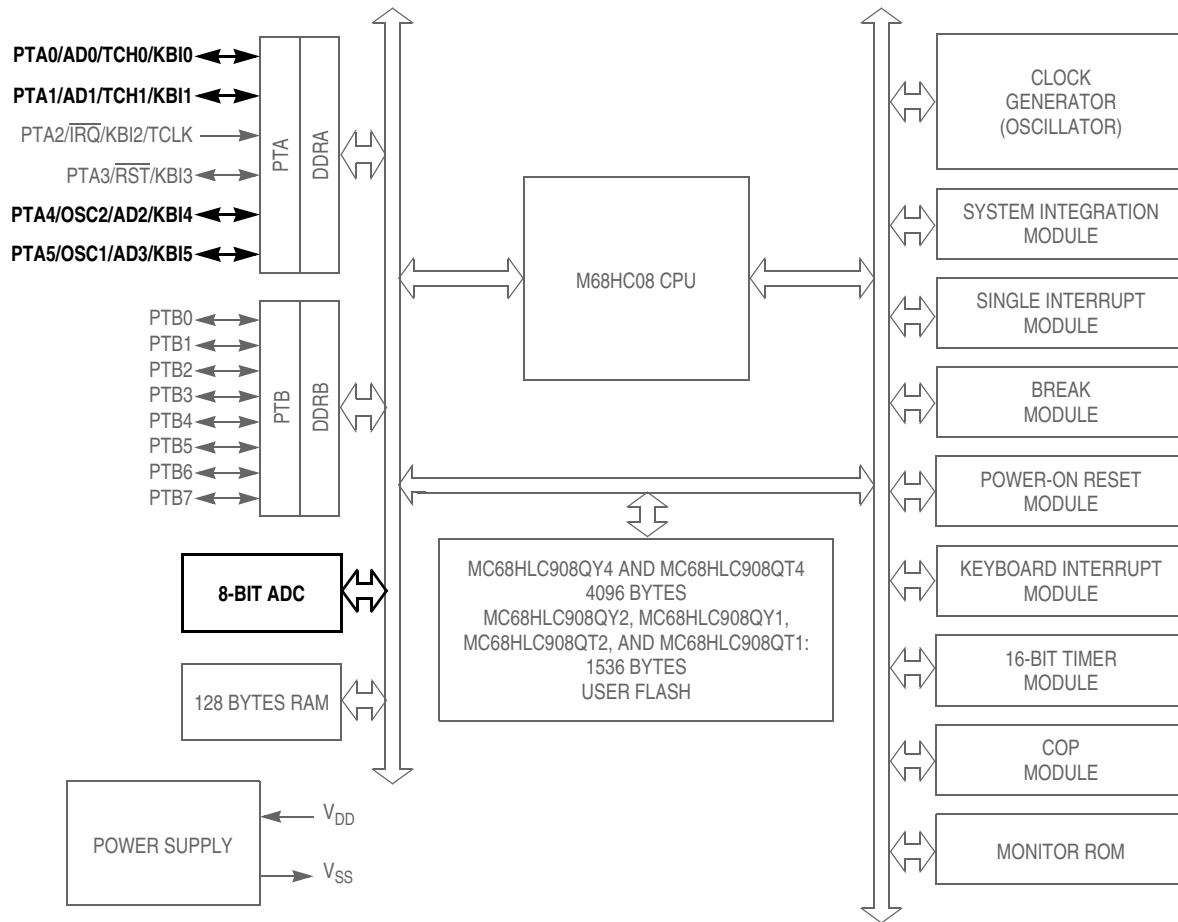 PTA0/AD0/TCH0/KBI0
PTA1/AD1/TCH1/KBI1
PTA2/I̅R̅Q̅/KBI2/TCLK
PTA3/R̅S̅T̅/KBI3
PTA4/OSC2/AD2/KBI4
PTA5/OSC1/AD3/KBI5
PTA
DDRA
PTB0
PTB1
PTB2
PTB3
PTB4
PTB5
PTB6
PTB7
PTB
DDRB
8-BIT ADC
128 BYTES RAM
POWER SUPPLY
V_DD
V_SS
M68HC08 CPU
MC68HLC908QY4 AND MC68HLC908QT4
4096 BYTES
MC68HLC908QY2, MC68HLC908QY1,
MC68HLC908QT2, AND MC68HLC908QT1:
1536 BYTES
USER FLASH
CLOCK
GENERATOR
(OSCILLATOR)
SYSTEM INTEGRATION
MODULE
SINGLE INTERRUPT
MODULE
BREAK
MODULE
POWER-ON RESET
MODULE
KEYBOARD INTERRUPT
MODULE
16-BIT TIMER
MODULE
COP
MODULE
MONITOR ROM